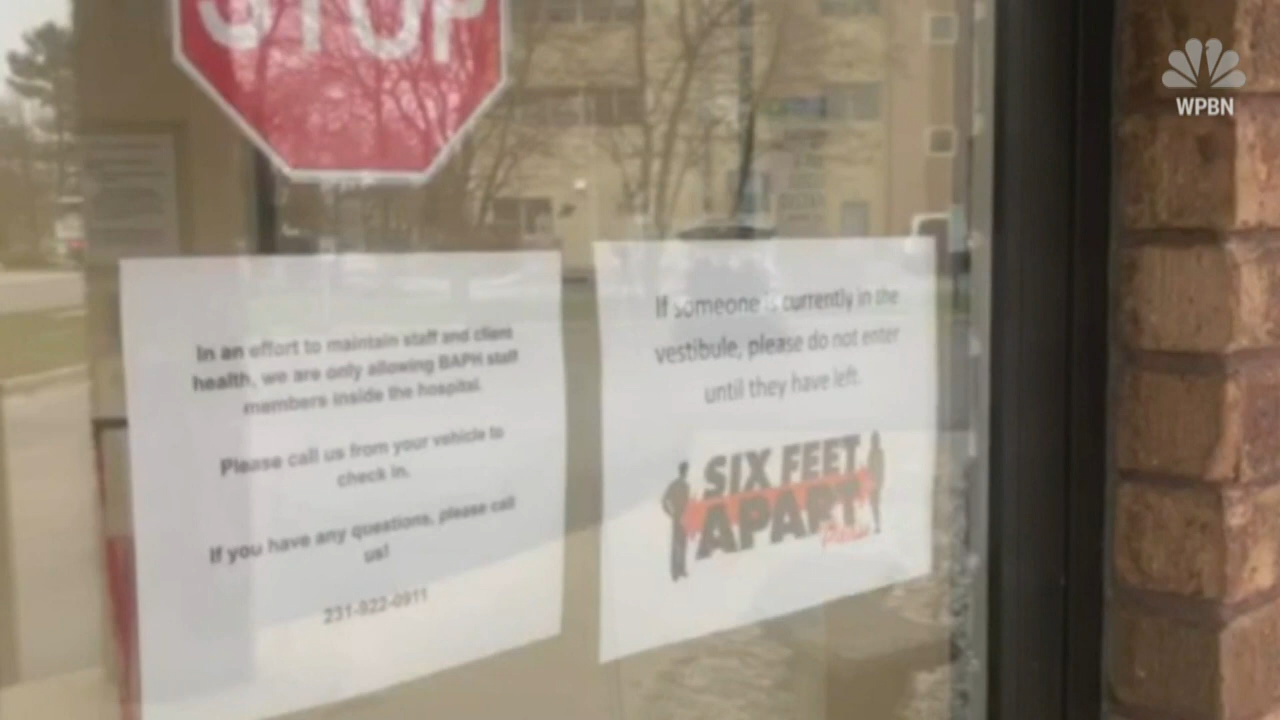 STOP
WPBN
In an effort to maintain staff and client
health, we are only allowing BAPH staff
members inside the hospital.
Please call us from your vehicle to
check in.
If you have any questions, please call
us!
231-922-0911
If someone is currently in the
vestibule, please do not enter
until they have left.
SIX FEET
APART
Please